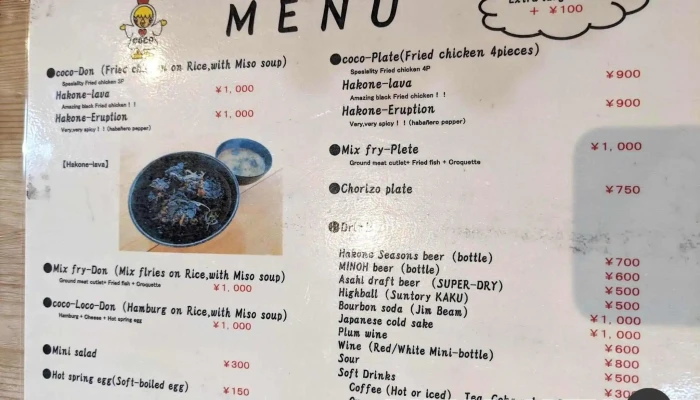 MENU
+ ￥100
coco
●coco-Don (Fried on Rice,with Miso soup)
Speciality Fried chicken 3P
Hakone-lava ￥1,000
Amazing black Fried chicken！！
Hakone-Eruption ￥1,000
Very,very spicy！！(habañero papper)
【Hakone-lava】
●Mix fry-Don (Mix flries on Rice,with Miso soup)
Ground meat cutlet+ Fried fish + Croquette
￥1,000
●coco-Loco-Don (Hamburg on Rice,with Miso soup)
Hamburg + Cheese + Hot spring egg
￥1,000
●Mini salad
￥300
●Hot spring egg(Soft-boiled egg)
￥150
●coco-Plate(Fried chicken 4pieces)
Speciality Fried chicken 4P
￥900
Hakone-lava
Amazing black Fried chicken！！
￥900
Hakone-Eruption
Very,very spicy！！(habañero papper)
●Mix fry-Plete ￥1,000
Ground meat cutlet+ Fried fish + Croquette
●Chorizo plate ￥750
Hakone Seasons beer (bottle) ￥700
MINOH beer (bottle) ￥600
Asahi draft beer (SUPER-DRY) ￥500
Highball (Suntory KAKU) ￥500
Bourbon soda (Jim Beam) ￥1,000
Japanese cold sake ￥1,000
Plum wine ￥600
Wine (Red/White Mini-bottle) ￥800
Sour ￥500
Soft Drinks
Coffee (Hot or iced) Tea